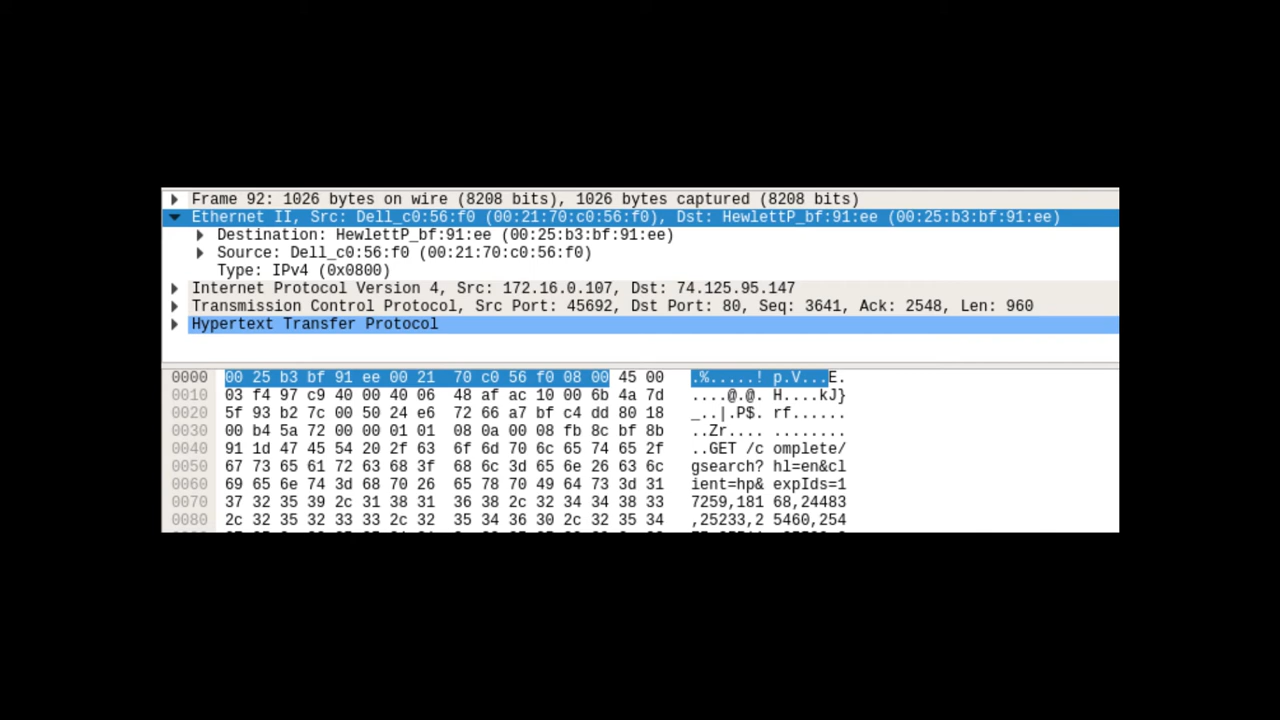 Frame 92: 1026 bytes on wire (8208 bits), 1026 bytes captured (8208 bits)
Ethernet II, Src: Dell_c0:56:f0 (00:21:70:c0:56:f0), Dst: HewlettP_bf:91:ee (00:25:b3:bf:91:ee)
Destination: HewlettP_bf:91:ee (00:25:b3:bf:91:ee)
Source: Dell_c0:56:f0 (00:21:70:c0:56:f0)
Type: IPv4 (0x0800)
Internet Protocol Version 4, Src: 172.16.0.107, Dst: 74.125.95.147
Transmission Control Protocol, Src Port: 45692, Dst Port: 80, Seq: 3641, Ack: 2548, Len: 960
Hypertext Transfer Protocol
0000 00 25 b3 bf 91 ee 00 21 70 c0 56 f0 08 00 45 00 .%.....! p.V...E.
0010 03 f4 97 c9 40 00 40 06 48 af ac 10 00 6b 4a 7d ....@.@. H....kJ}
0020 5f 93 b2 7c 00 50 24 e6 72 66 a7 bf c4 dd 80 18 _..|.P$. rf......
0030 00 b4 5a 72 00 00 01 01 08 0a 00 08 fb 8c bf 8b ..Zr.... ........
0040 91 1d 47 45 54 20 2f 63 6f 6d 70 6c 65 74 65 2f ..GET /c omplete/
0050 67 73 65 61 72 63 68 3f 68 6c 3d 65 6e 26 63 6c gsearch? hl=en&cl
0060 69 65 6e 74 3d 68 70 26 65 78 70 49 64 73 3d 31 ient=hp& expIds=1
0070 37 32 35 39 2c 31 38 31 36 38 2c 32 34 34 38 33 7259,181 68,24483
0080 2c 32 35 32 33 33 2c 32 35 34 36 30 2c 32 35 34 ,25233,2 5460,254